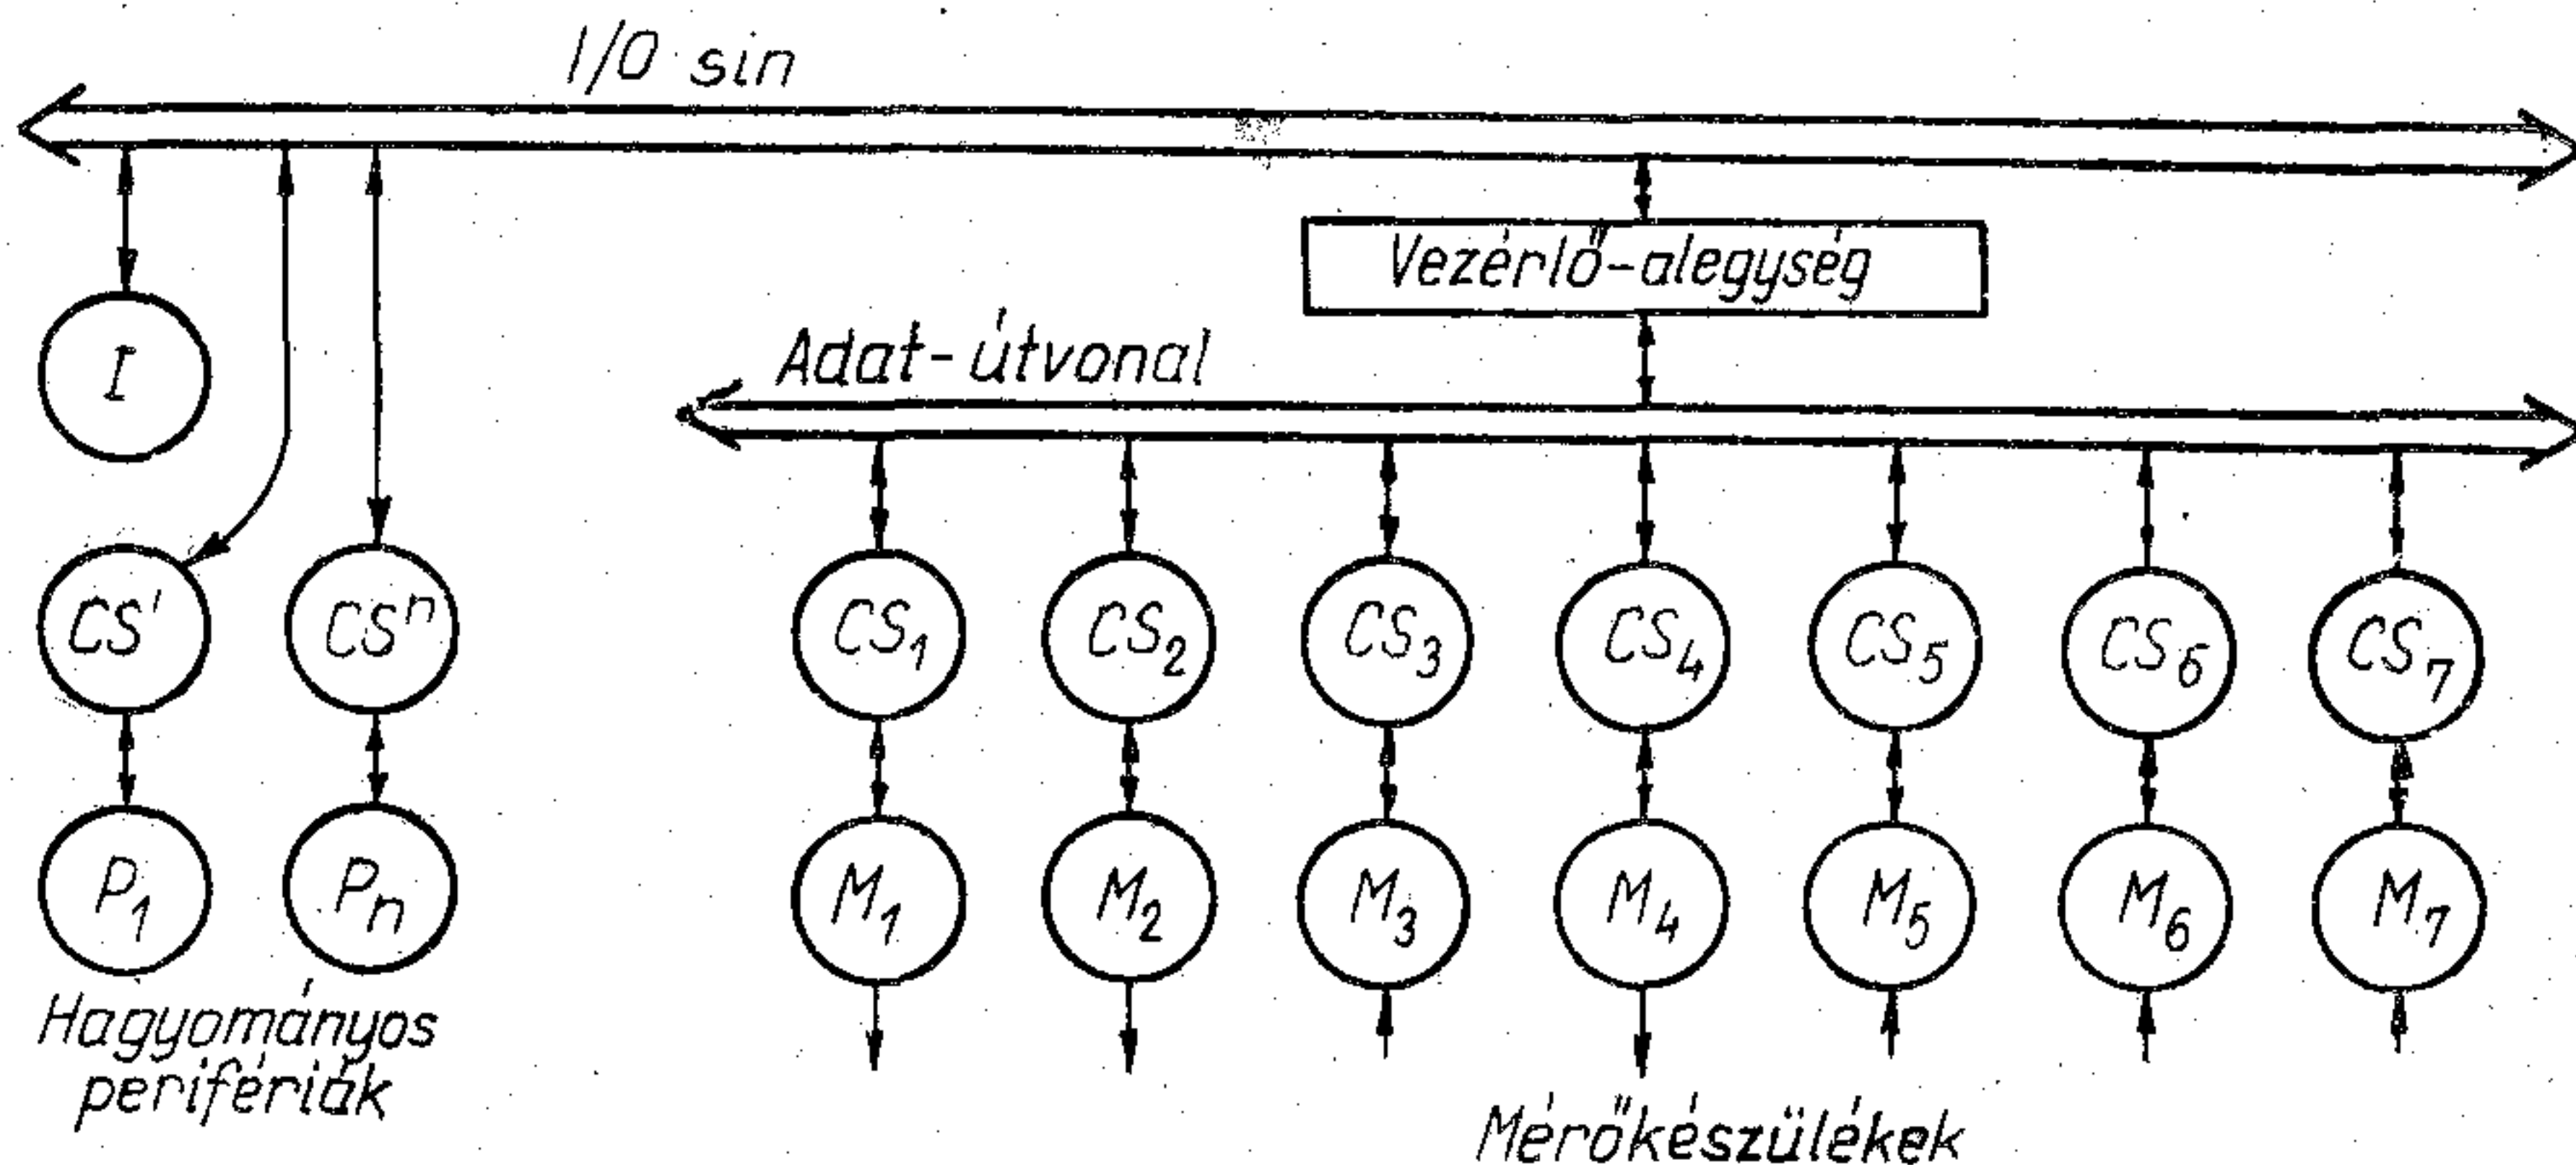 I/O sin
Vezérlő-alegység
Adat-útvonal
I
CS' CSⁿ CS₁ CS₂ CS₃ CS₄ CS₅ CS₆ CS₇
P₁ Pₙ M₁ M₂ M₃ M₄ M₅ M₆ M₇
Hagyományos
perifériák
Mérőkészülékek